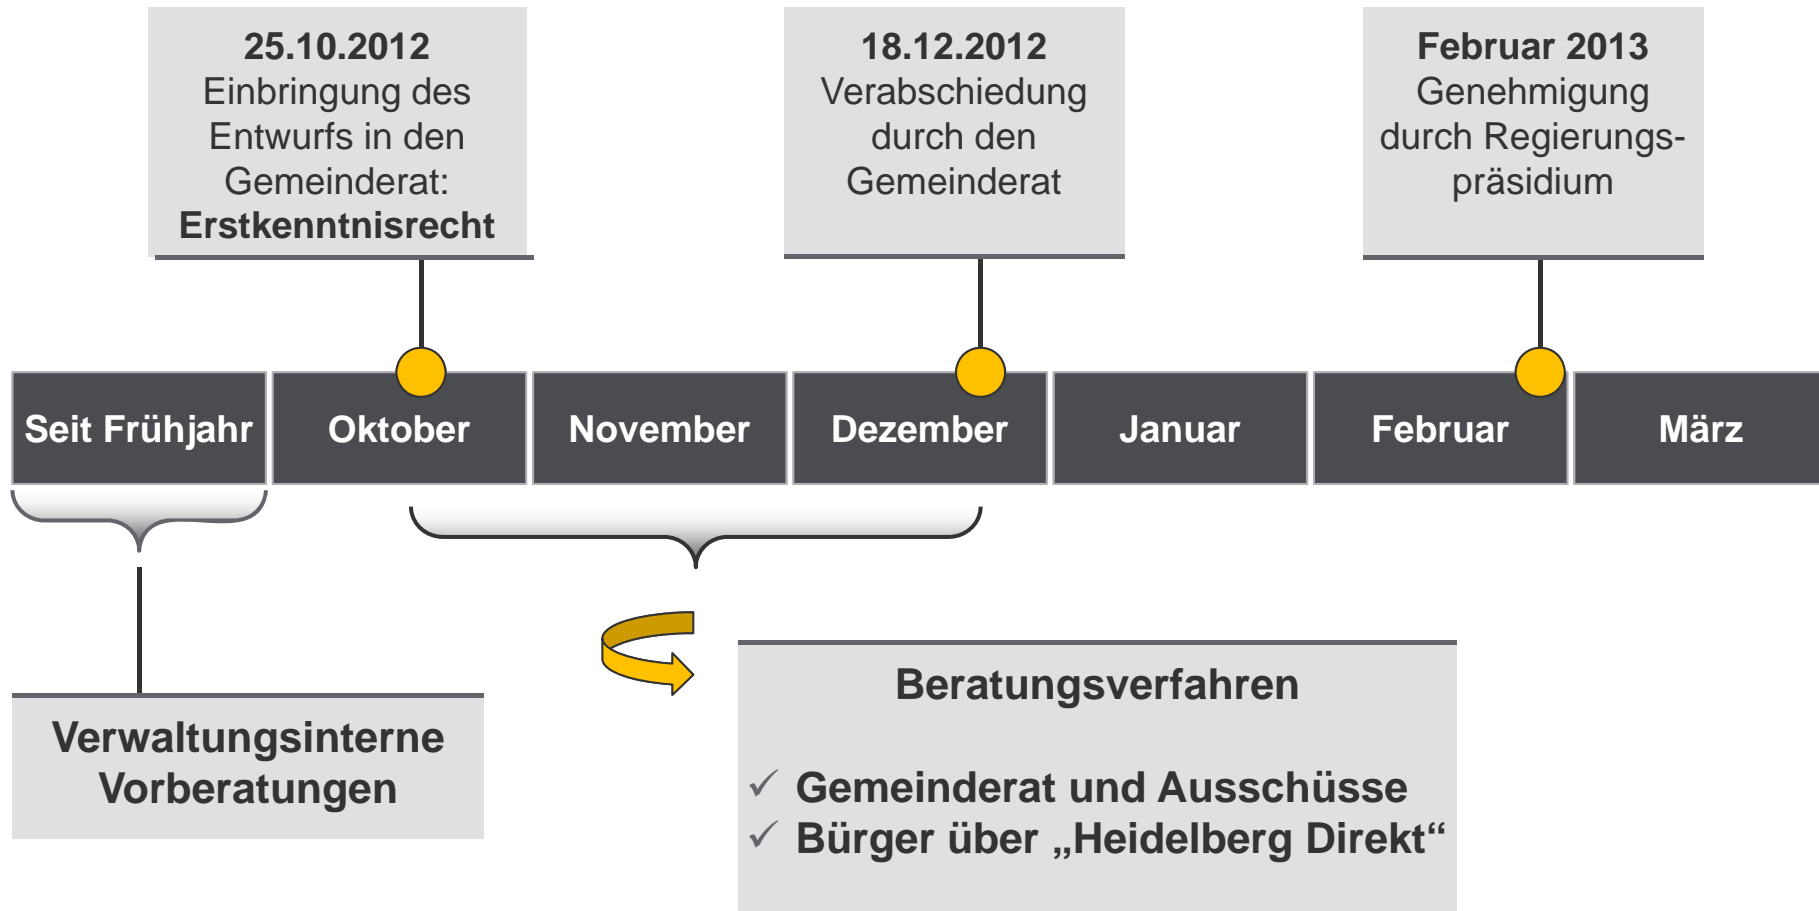 25.10.2012
Einbringung des
Entwurfs in den
Gemeinderat:
Erstkenntnisrecht
18.12.2012
Verabschiedung
durch den
Gemeinderat
Februar 2013
Genehmigung
durch Regierungs-
präsidium
Seit Frühjahr
Oktober
November
Dezember
Januar
Februar
März
Verwaltungsinterne
Vorberatungen
Beratungsverfahren
✓ Gemeinderat und Ausschüsse
✓ Bürger über „Heidelberg Direkt“